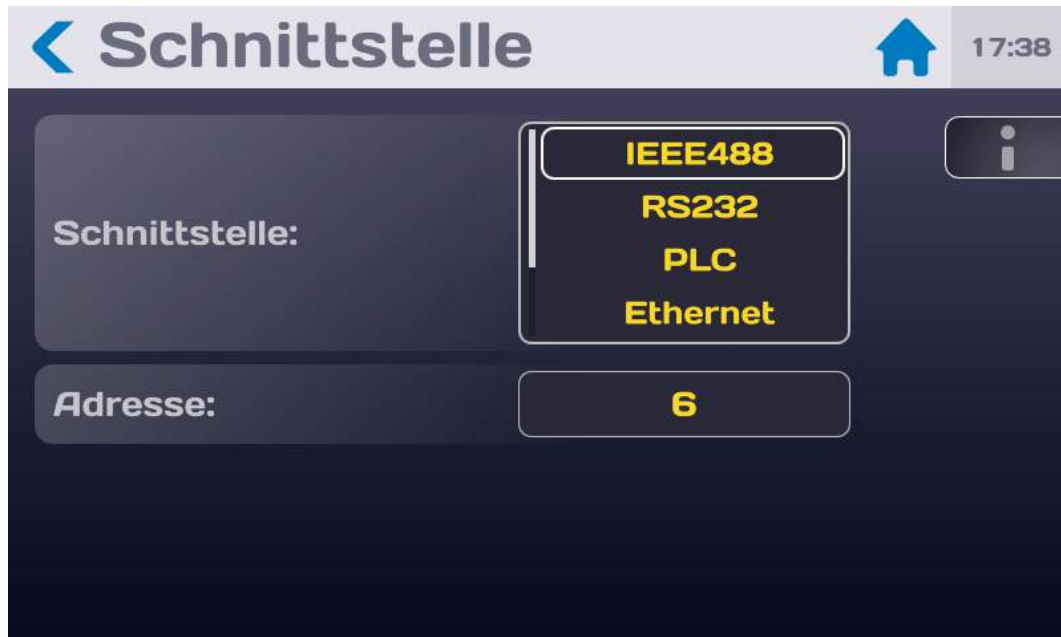 Schnittstelle
17:38
Schnittstelle:
IEEE488
RS232
PLC
Ethernet
Adresse:
6